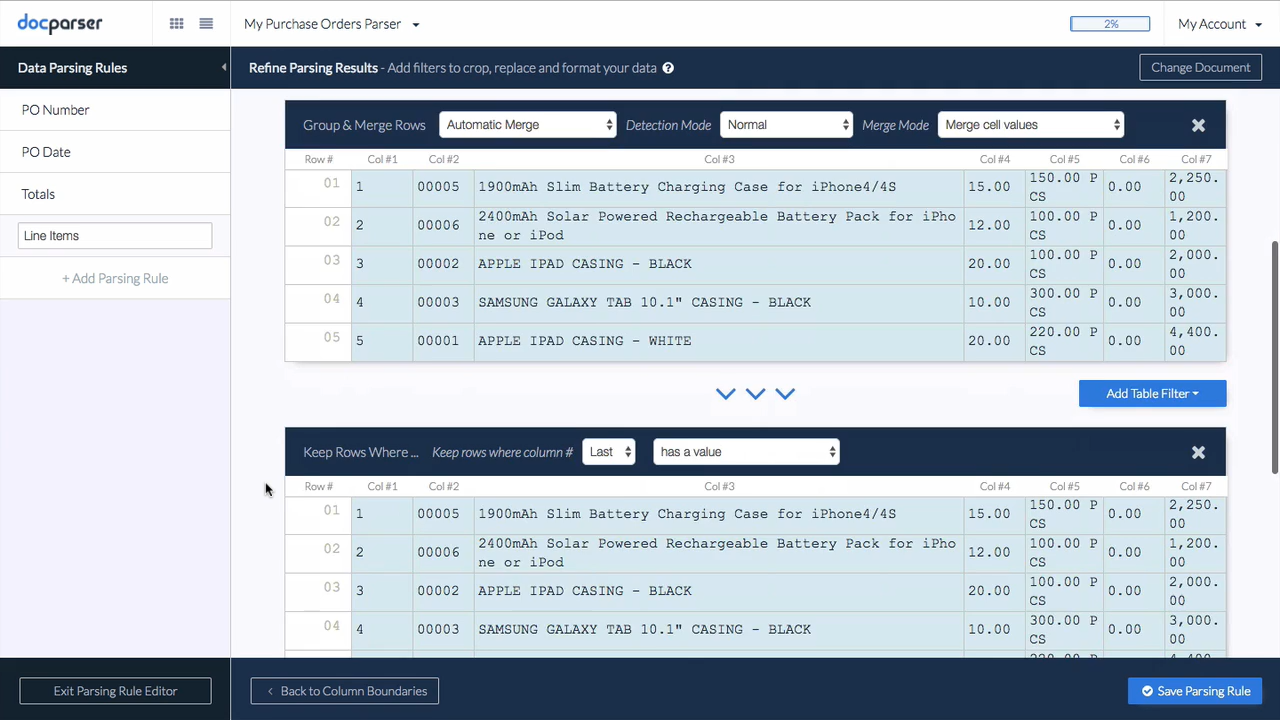 docparser
My Purchase Orders Parser
2%
My Account
Data Parsing Rules
Refine Parsing Results - Add filters to crop, replace and format your data
Change Document
PO Number
PO Date
Totals
Line Items
+ Add Parsing Rule
Group & Merge Rows Automatic Merge Detection Mode Normal Merge Mode Merge cell values
Row # Col #1 Col #2 Col #3 Col #4 Col #5 Col #6 Col #7
01 1 00005 1900mAh Slim Battery Charging Case for iPhone4/4S 15.00 150.00 P 0.00 2,250.
CS 00
02 2 00006 2400mAh Solar Powered Rechargeable Battery Pack for iPho 12.00 100.00 P 0.00 1,200.
ne or iPod CS 00
03 3 00002 APPLE IPAD CASING - BLACK 20.00 100.00 P 0.00 2,000.
CS 00
04 4 00003 SAMSUNG GALAXY TAB 10.1" CASING - BLACK 10.00 300.00 P 0.00 3,000.
CS 00
05 5 00001 APPLE IPAD CASING - WHITE 20.00 220.00 P 0.00 4,400.
CS 00
Add Table Filter
Keep Rows Where ... Keep rows where column # Last has a value
Row # Col #1 Col #2 Col #3 Col #4 Col #5 Col #6 Col #7
01 1 00005 1900mAh Slim Battery Charging Case for iPhone4/4S 15.00 150.00 P 0.00 2,250.
CS 00
02 2 00006 2400mAh Solar Powered Rechargeable Battery Pack for iPho 12.00 100.00 P 0.00 1,200.
ne or iPod CS 00
03 3 00002 APPLE IPAD CASING - BLACK 20.00 100.00 P 0.00 2,000.
CS 00
04 4 00003 SAMSUNG GALAXY TAB 10.1" CASING - BLACK 10.00 300.00 P 0.00 3,000.
CS 00
Exit Parsing Rule Editor
Back to Column Boundaries
Save Parsing Rule